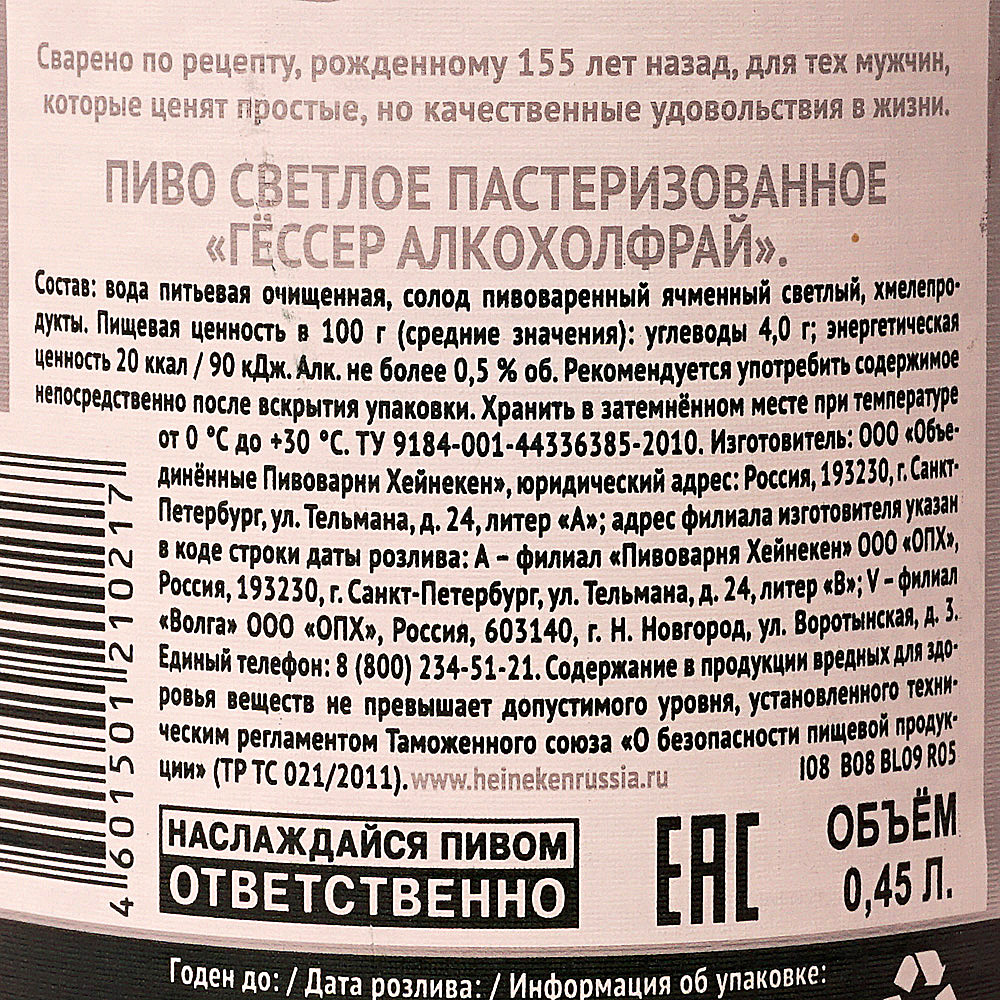 Сварено по рецепту, рожденному 155 лет назад, для тех мужчин,
которые ценят простые, но качественные удовольствия в жизни.
ПИВО СВЕТЛОЕ ПАСТЕРИЗОВАННОЕ
«ГЁССЕР АЛКОХОЛФРАЙ».
Состав: вода питьевая очищенная, солод пивоваренный ячменный светлый, хмелепро-
дукты. Пищевая ценность в 100 г (средние значения): углеводы 4,0 г; энергетическая
ценность 20 ккал / 90 кДж. Алк. не более 0,5 % об. Рекомендуется употребить содержимое
непосредственно после вскрытия упаковки. Хранить в затемнённом месте при температуре
от 0 °С до +30 °С. ТУ 9184-001-44336385-2010. Изготовитель: ООО «Объе-
динённые Пивоварни Хейнекен», юридический адрес: Россия, 193230, г. Санкт-
Петербург, ул. Тельмана, д. 24, литер «А»; адрес филиала изготовителя указан
в коде строки даты розлива: А – филиал «Пивоварня Хейнекен» ООО «ОПХ»,
Россия, 193230, г. Санкт-Петербург, ул. Тельмана, д. 24, литер «В»; V – филиал
«Волга» ООО «ОПХ», Россия, 603140, г. Н. Новгород, ул. Воротынская, д. 3.
Единый телефон: 8 (800) 234-51-21. Содержание в продукции вредных для здо-
ровья веществ не превышает допустимого уровня, установленного техни-
ческим регламентом Таможенного союза «О безопасности пищевой продук-
ции» (ТР ТС 021/2011). www.heinekenrussia.ru
I08 B08 BL09 R05
4 601501 210217
НАСЛАЖДАЙСЯ ПИВОМ
ОТВЕТСТВЕННО
EAC
ОБЪЁМ
0,45 Л.
Годен до: / Дата розлива: / Информация об упаковке: